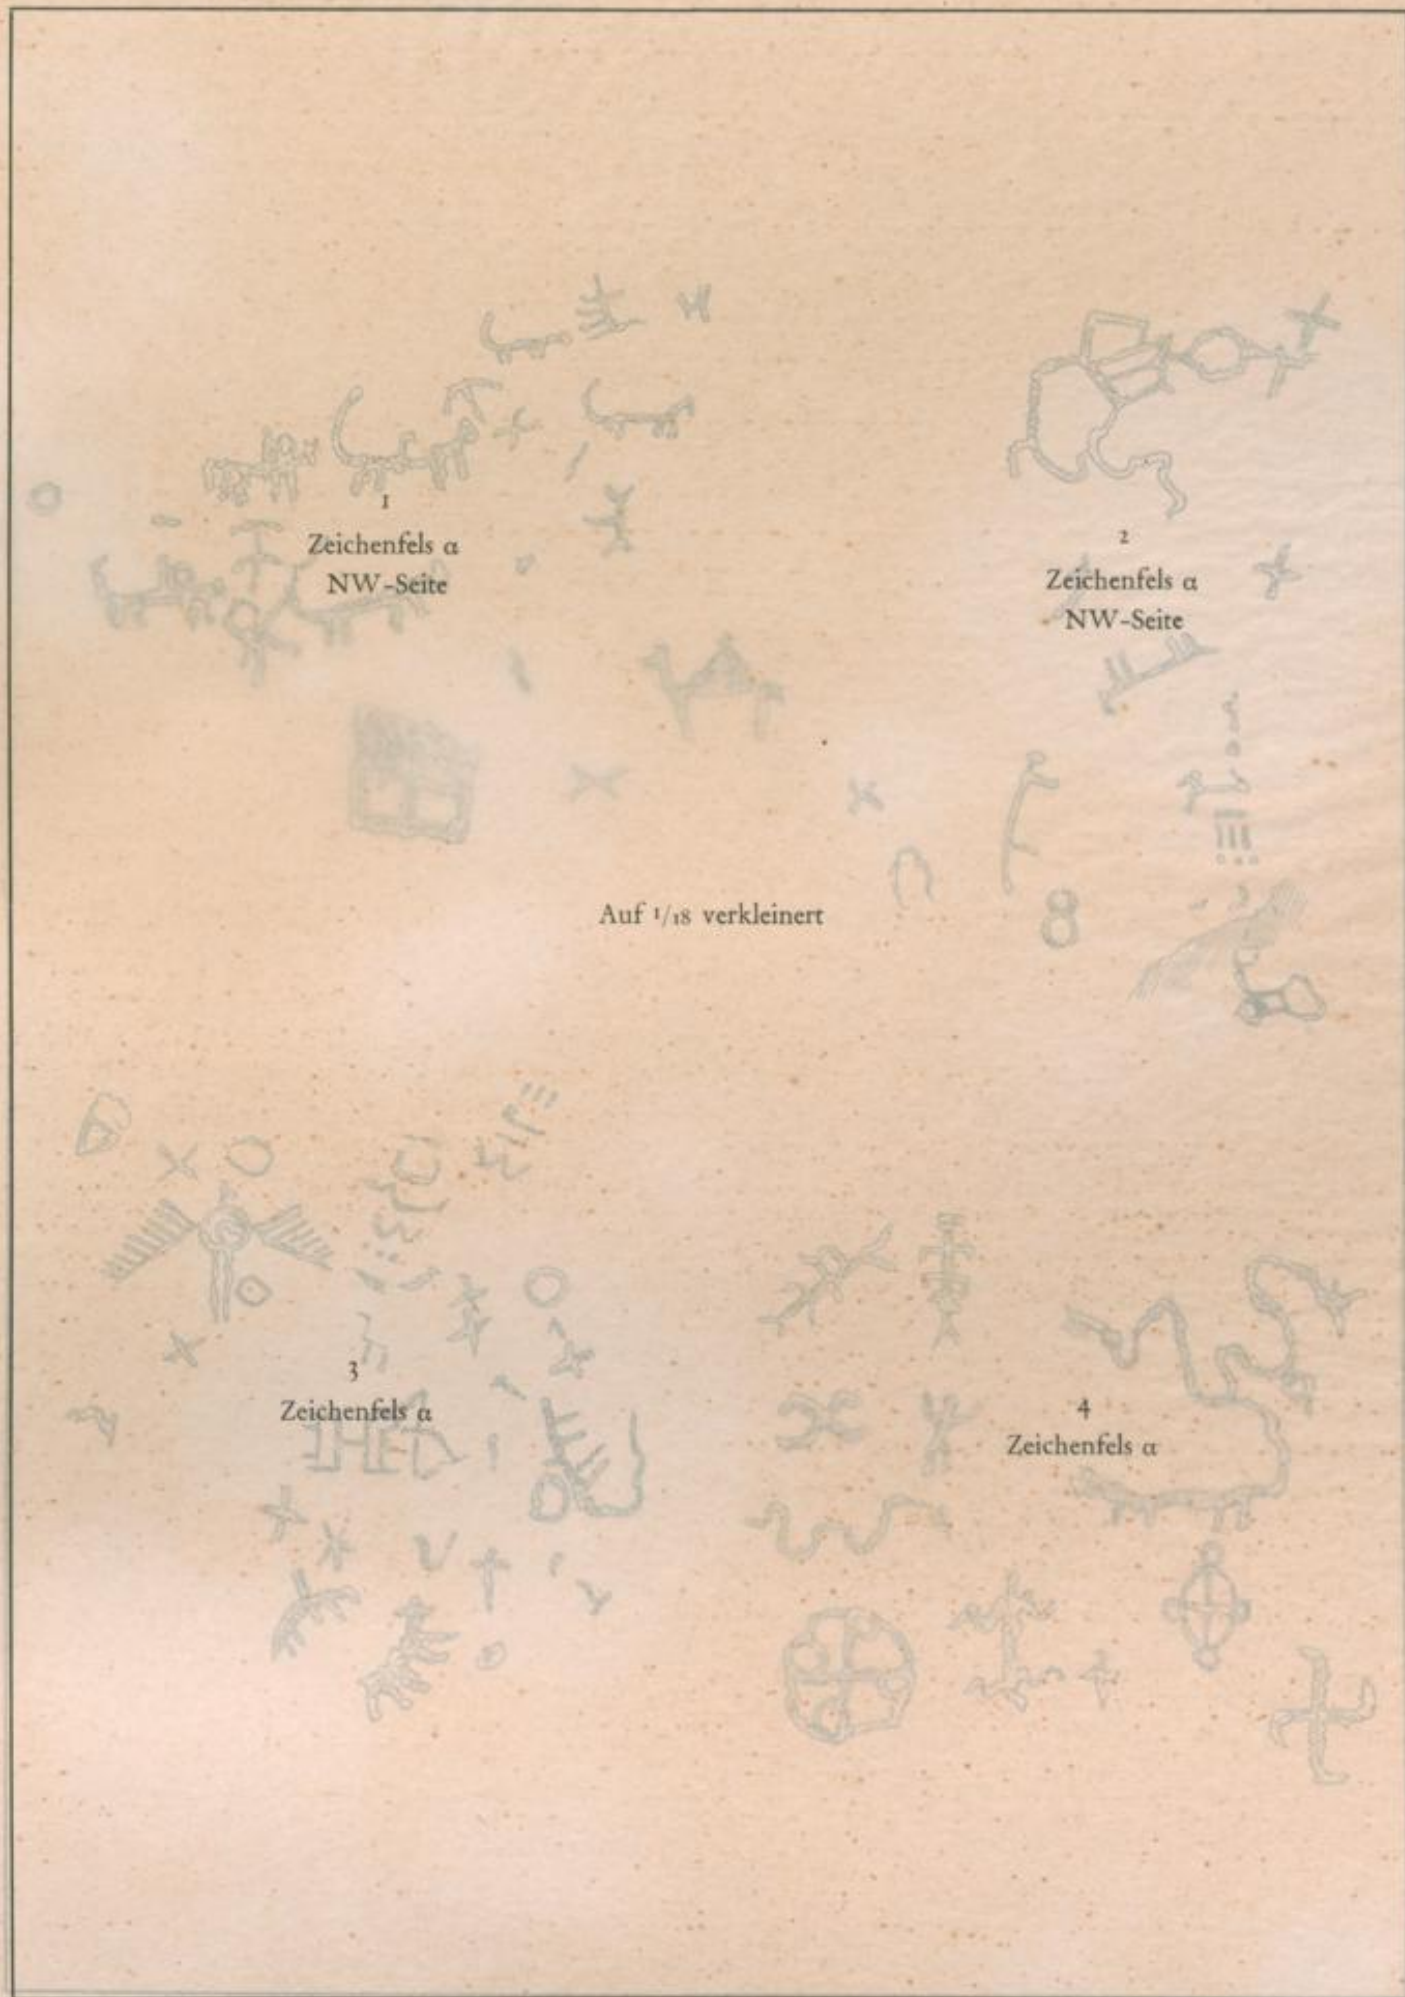 1
Zeichenfels α
NW-Seite
2
Zeichenfels α
NW-Seite
Auf 1/18 verkleinert
3
Zeichenfels α
4
Zeichenfels α